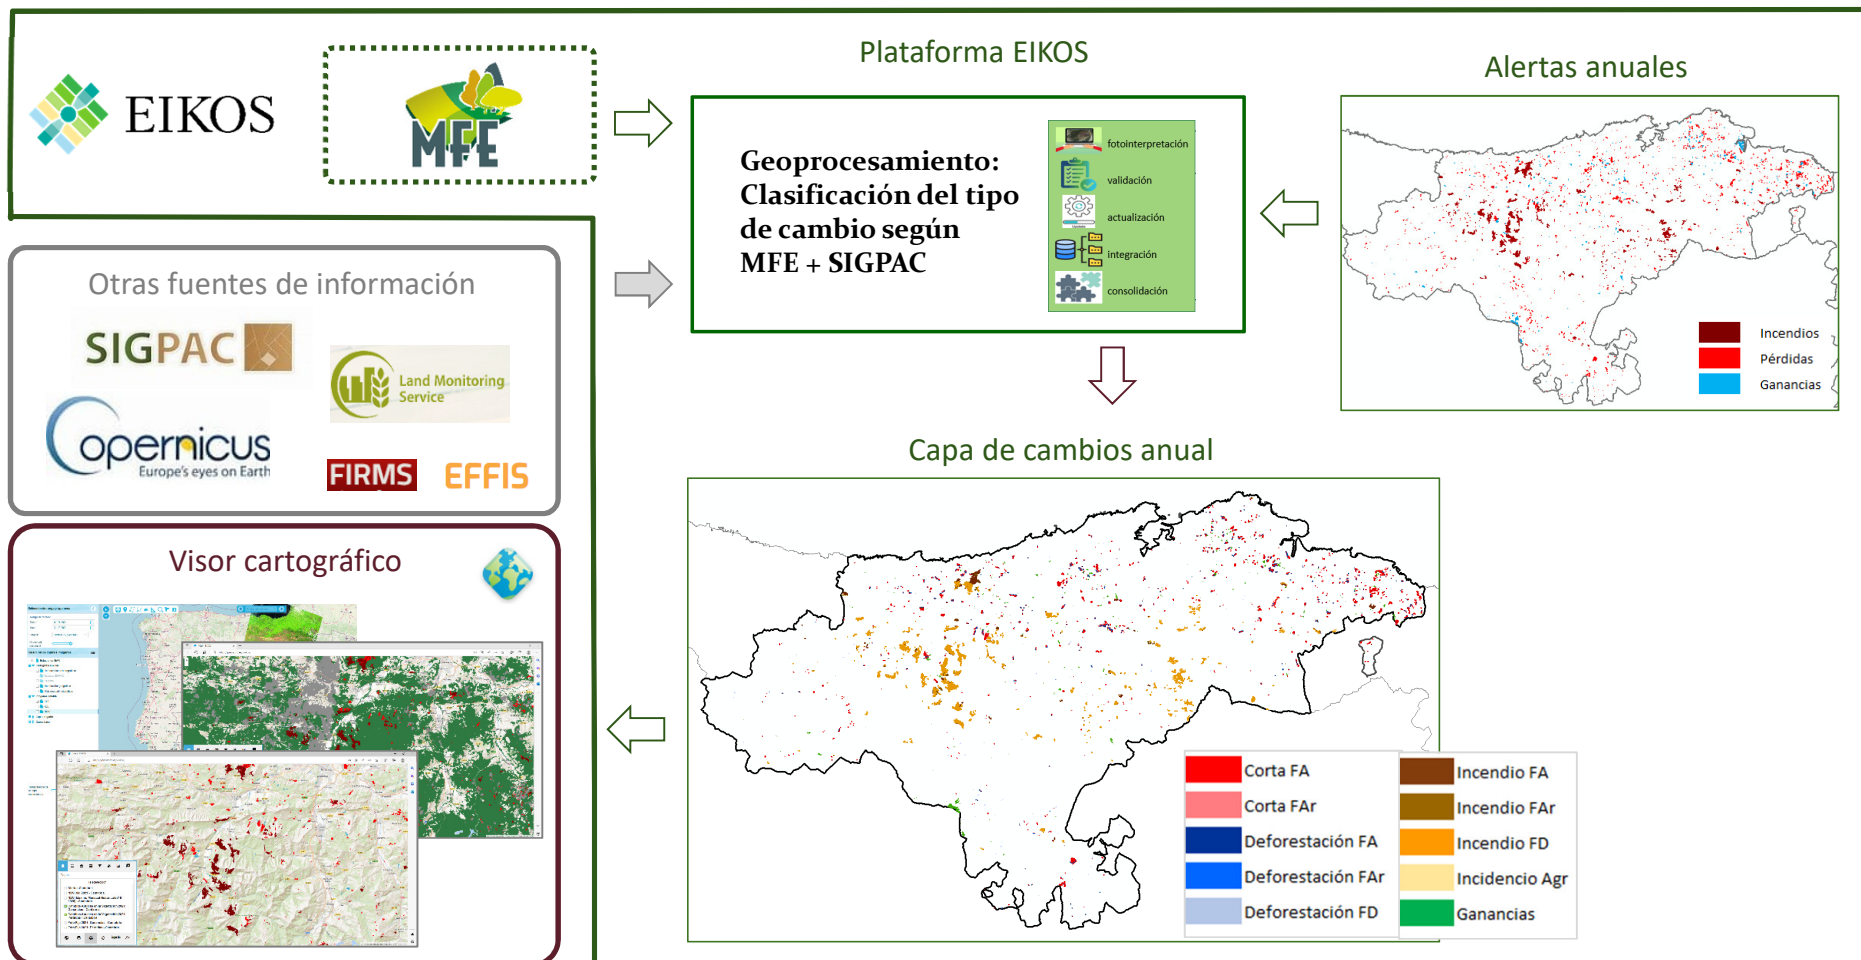 EIKOS
MFE
Plataforma EIKOS
Alertas anuales
Geoprocesamiento:
Clasificación del tipo
de cambio según
MFE + SIGPAC
fotointerpretación
validación
actualización
integración
consolidación
Incendios
Pérdidas
Ganancias
Otras fuentes de información
SIGPAC
Land Monitoring
Service
Copernicus
Europe's eyes on Earth
FIRMS
EFFIS
Capa de cambios anual
Corta FA
Corta FAr
Deforestación FA
Deforestación FAr
Deforestación FD
Incendio FA
Incendio FAr
Incendio FD
Incidencio Agr
Ganancias
Visor cartográfico